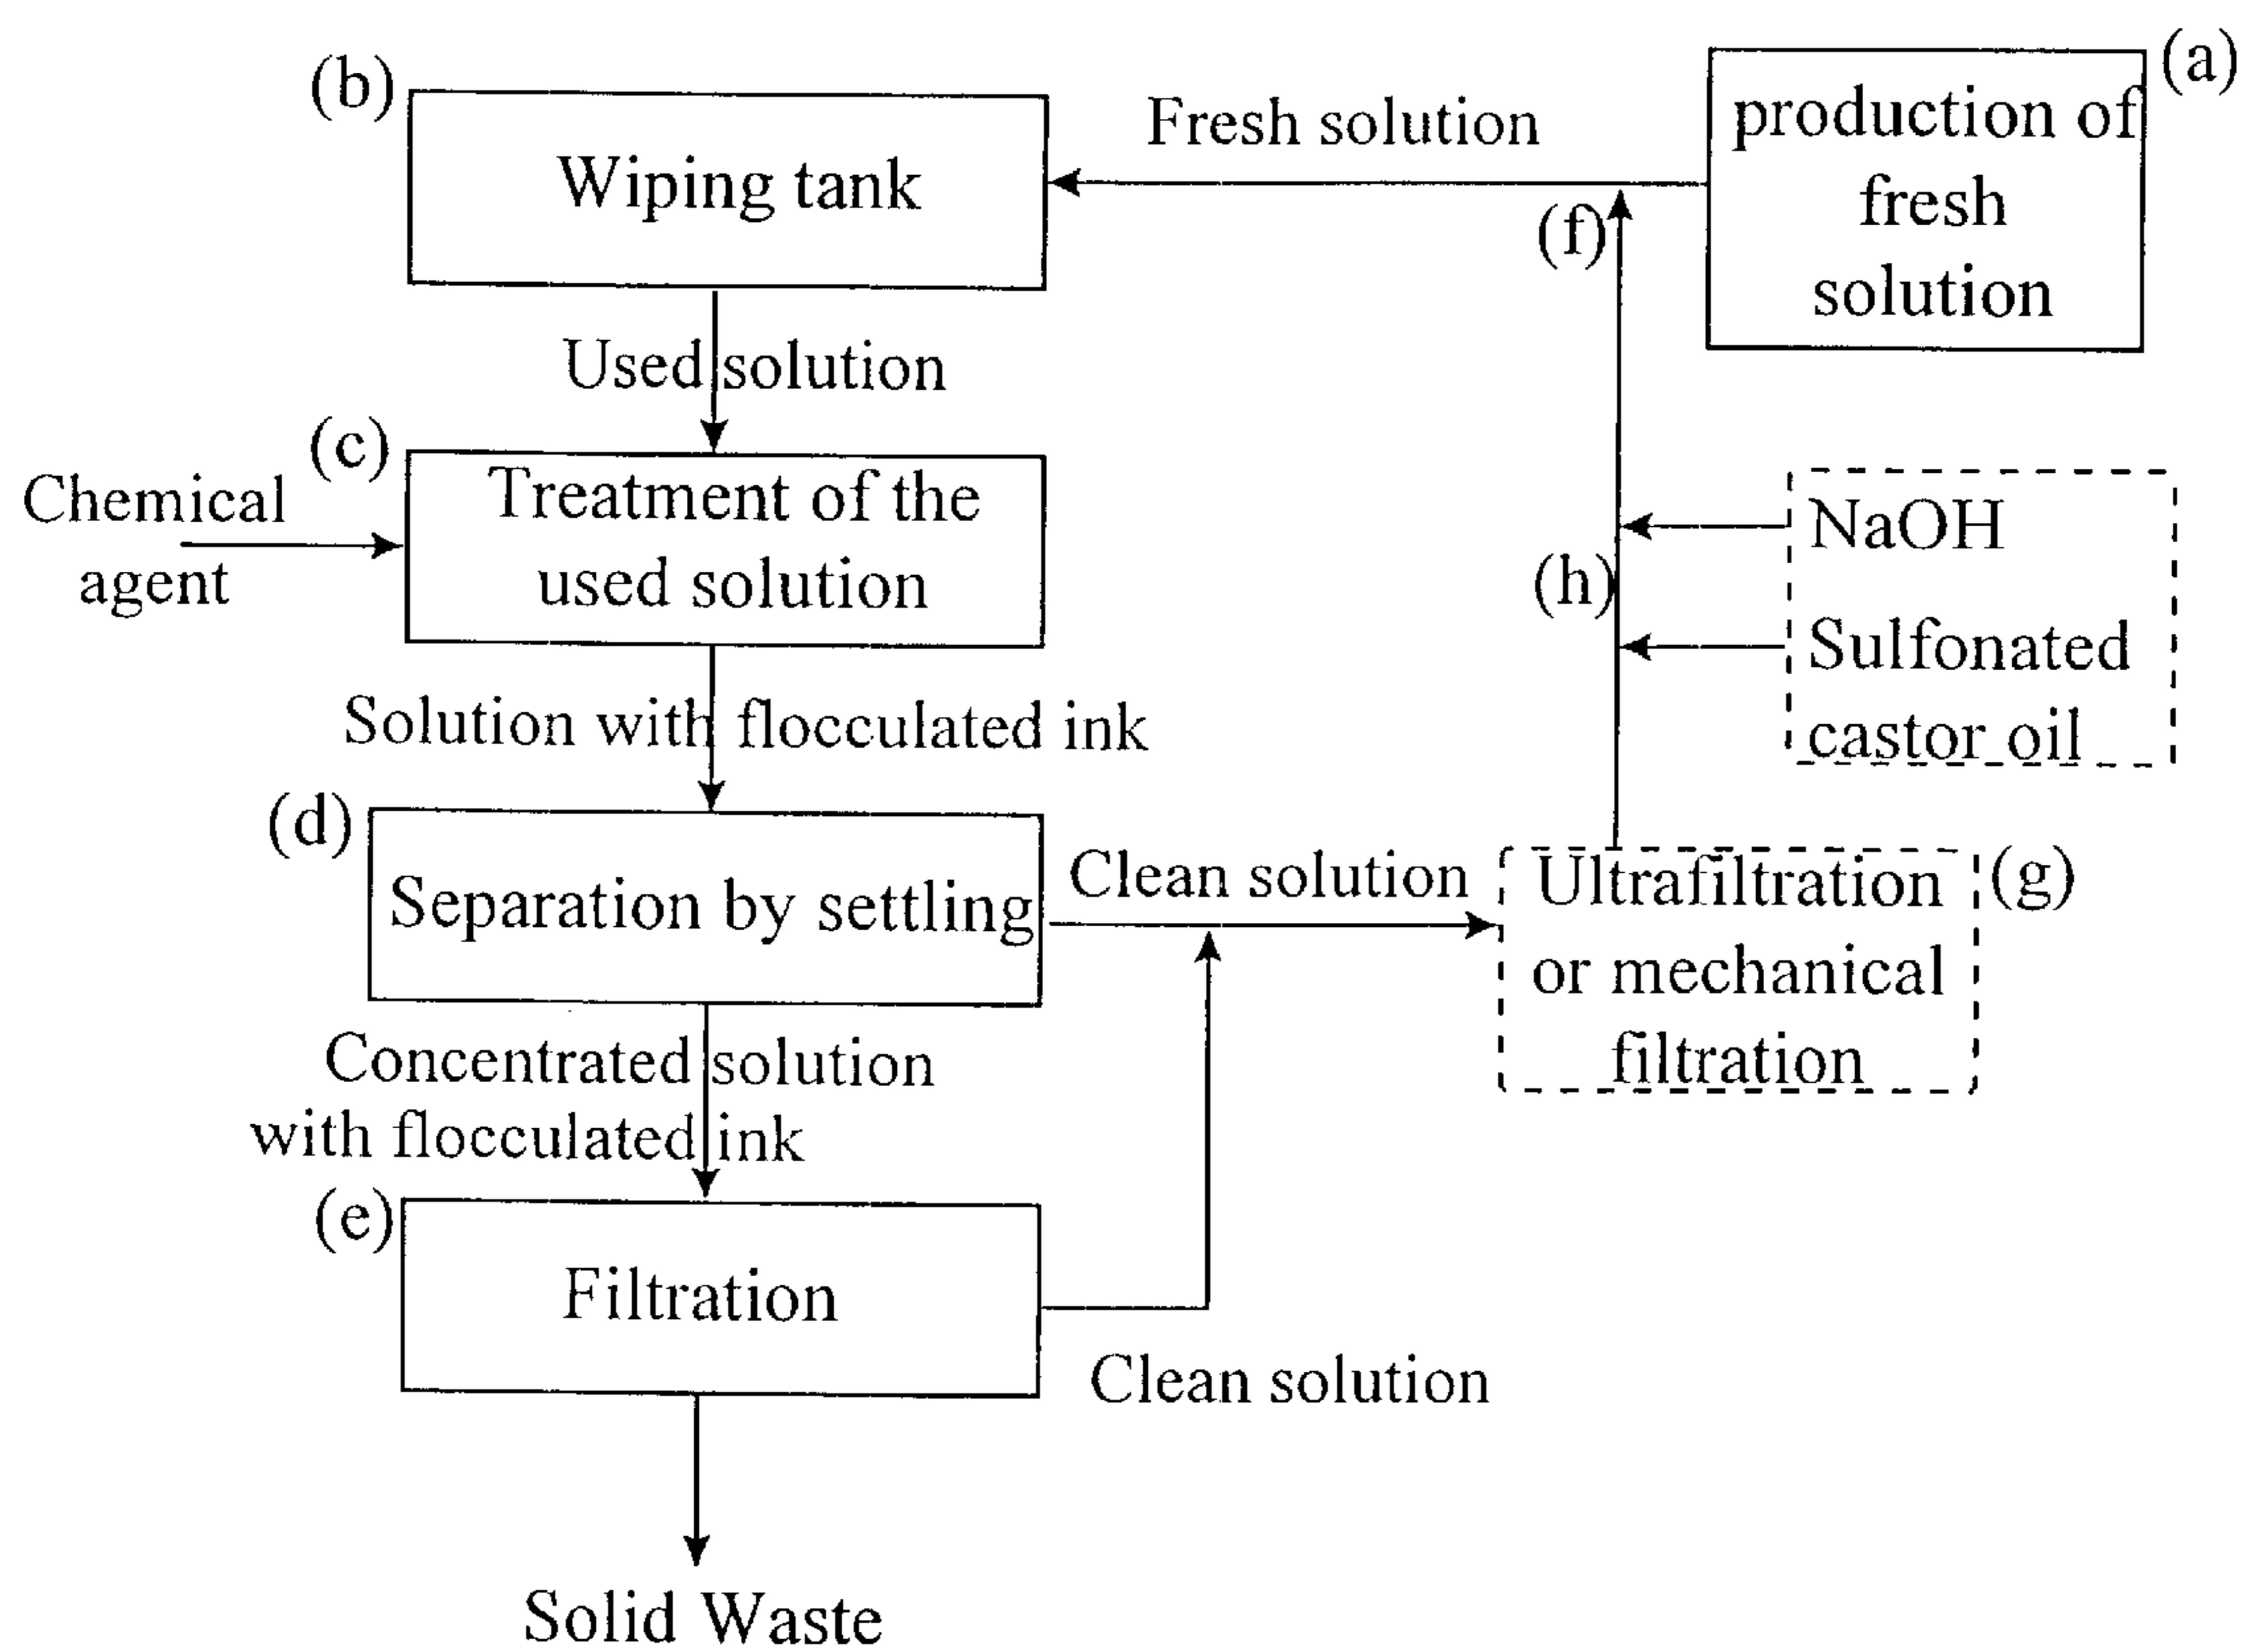 (a)
production of
fresh
solution
Fresh solution
(b)
Wiping tank
(f)
Used solution
(c)
Treatment of the
used solution
Chemical
agent
NaOH
(h)
Sulfonated
castor oil
Solution with flocculated ink
(d)
Separation by settling
Clean solution
Ultrafiltration
or mechanical
filtration
(g)
Concentrated solution
with flocculated ink
(e)
Filtration
Clean solution
Solid Waste